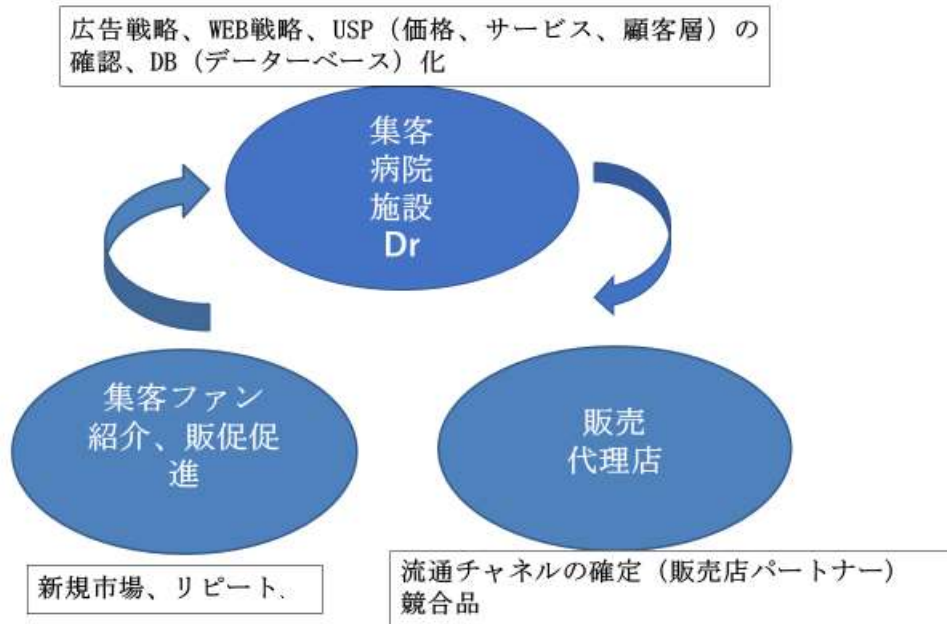 広告戦略、WEB戦略、USP（価格、サービス、顧客層）の
確認、DB（データーベース）化
集客
病院
施設
Dr
集客ファン
紹介、販促促
進
販売
代理店
新規市場、リピート.
流通チャネルの確定（販売店パートナー）
競合品